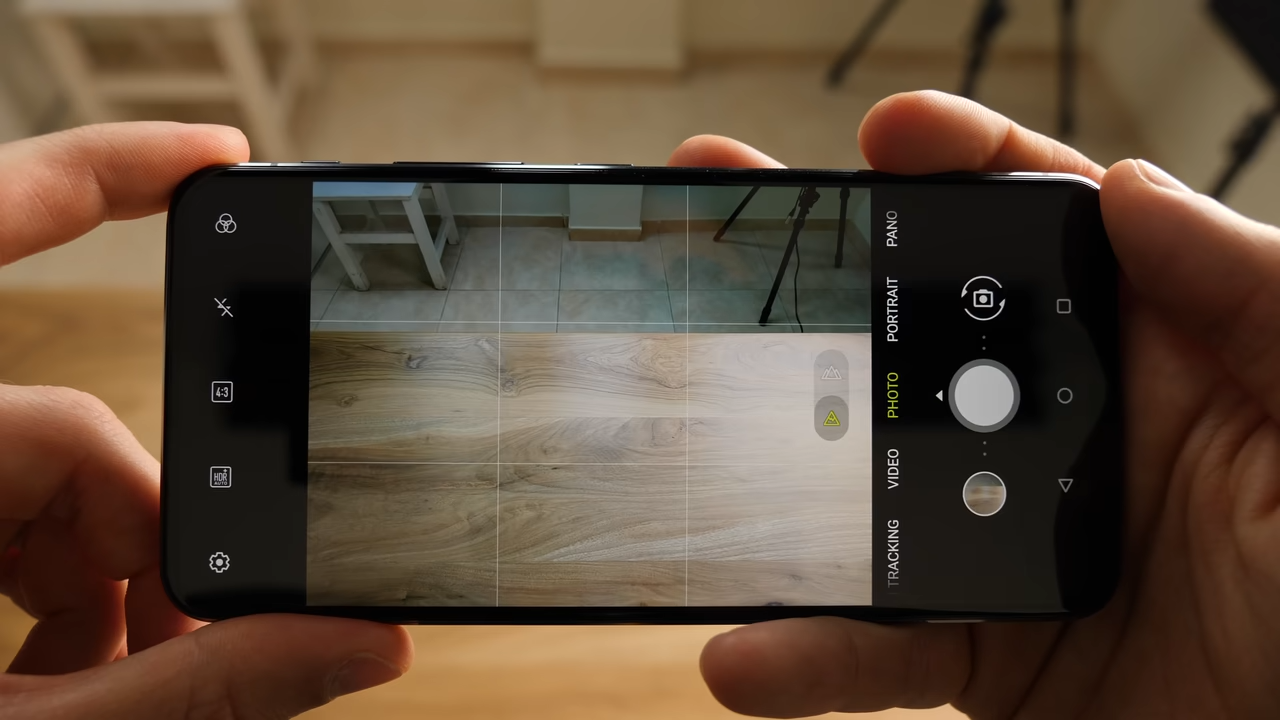 4:3
HDR
AUTO
PANO
PORTRAIT
PHOTO
VIDEO
TRACKING